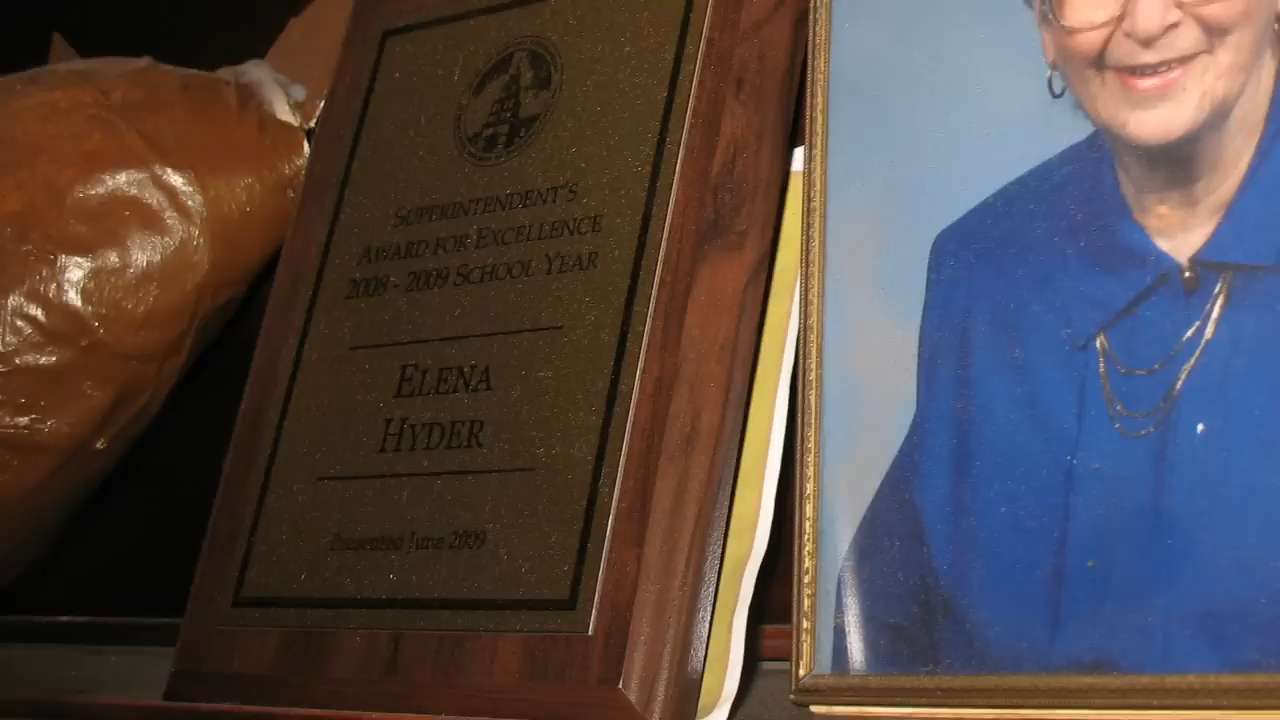 SUPERINTENDENT'S
AWARD FOR EXCELLENCE
2008 - 2009 SCHOOL YEAR
ELENA
HYDER
Presented June 2009